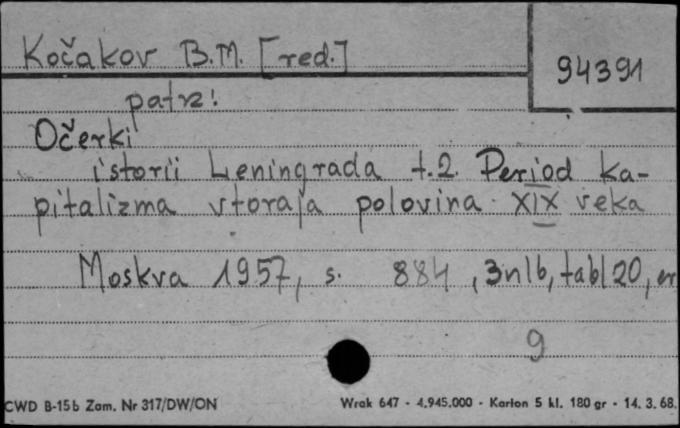 Kočakov B.M. [red.]
94391
patrz:
Očerki
istorii Leningrada t.2. Period ka-
pitalizma vtoraja polovina XIX veka
Moskva 1957, s. 884, 3nlb, tabl 20, er
9
CWD B-15b Zam. Nr 317/DW/ON Wrak 647 - 4.945.000 - Karton 5 kl. 180 gr - 14. 3. 68.